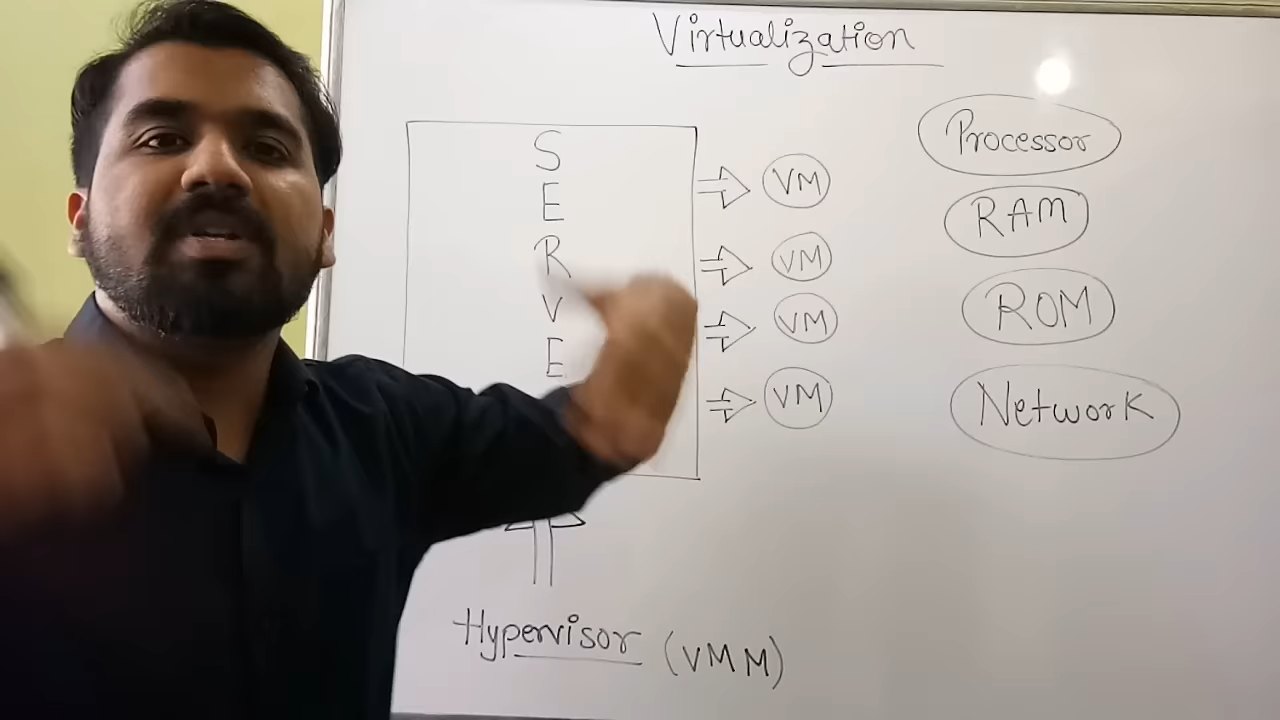 Virtualization
S
E
R
V
E
VM
VM
VM
VM
Processor
RAM
ROM
Network
Hypervisor (VMM)